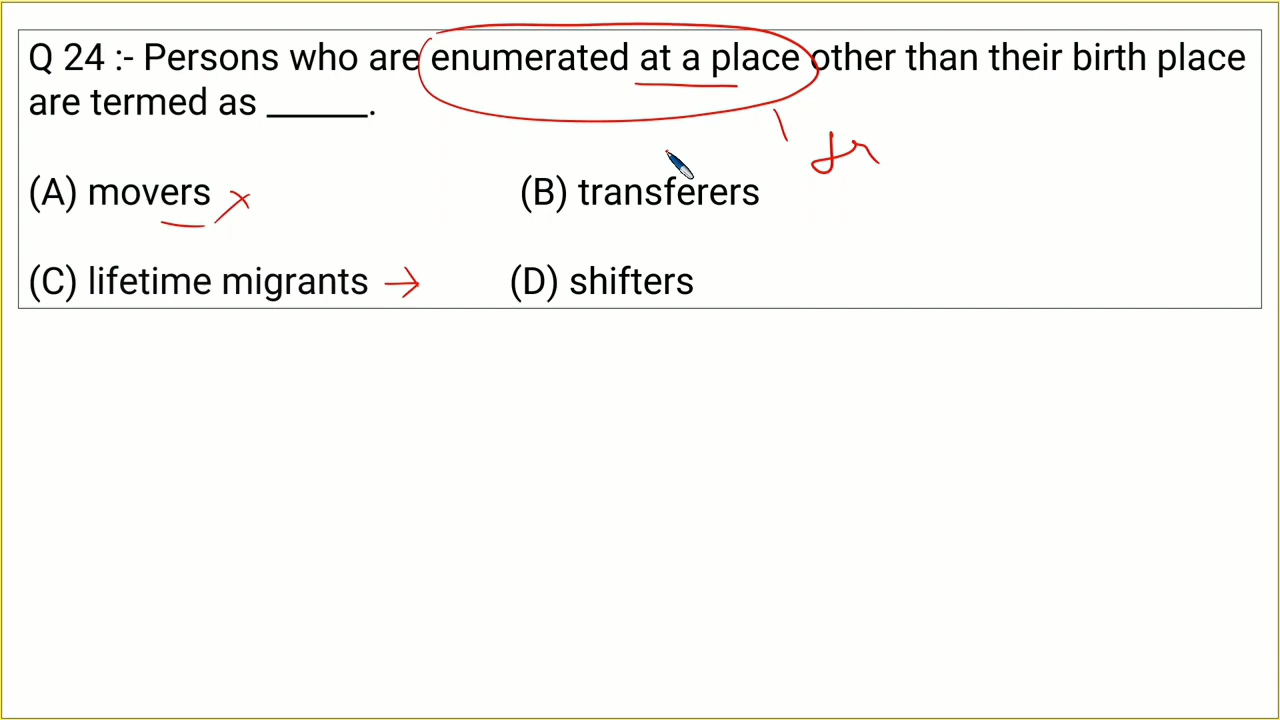 Q 24 :- Persons who are enumerated at a place other than their birth place
are termed as ______.
(A) movers
(B) transferers
(C) lifetime migrants
(D) shifters